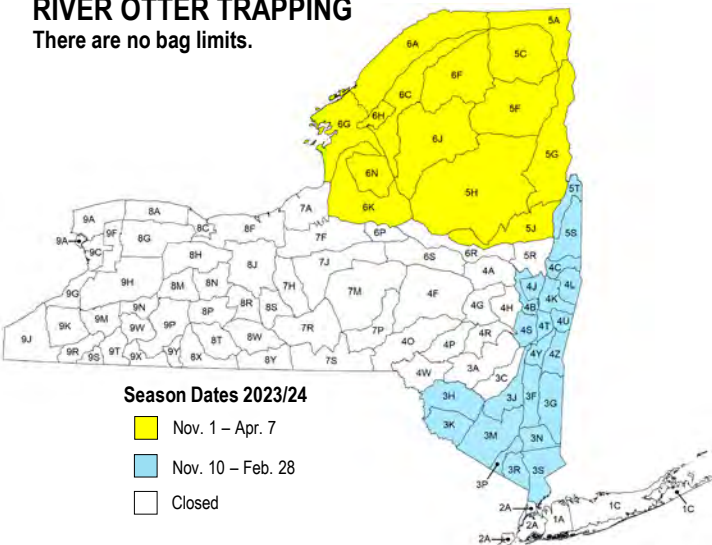 RIVER OTTER TRAPPING
There are no bag limits.
5A
6A
5C
6F
6C
5F
6H
6G
6J
5G
6N
5H
5T
6K
7A
5J
5S
9A
8A
8C
8F
7F
6P
9A
9F
8G
9C
8H
8J
7J
6S
6R
5R
4A
4C
9H
8M
8N
7H
7M
4F
4J
4L
9G
4K
9N
8R
8S
4G
4H
4B
9M
9K
9W
9P
8P
7R
7P
4R
4S
4T
4U
9J
8T
8W
4O
4P
4Y
4Z
9R
9S
9T
9X
9Y
8X
8Y
7S
4W
3A
3C
3H
3J
3F
3G
3K
3M
3N
3P
3R
3S
2A
2A
1A
1C
1C
2A
Season Dates 2023/24
Nov. 1 – Apr. 7
Nov. 10 – Feb. 28
Closed